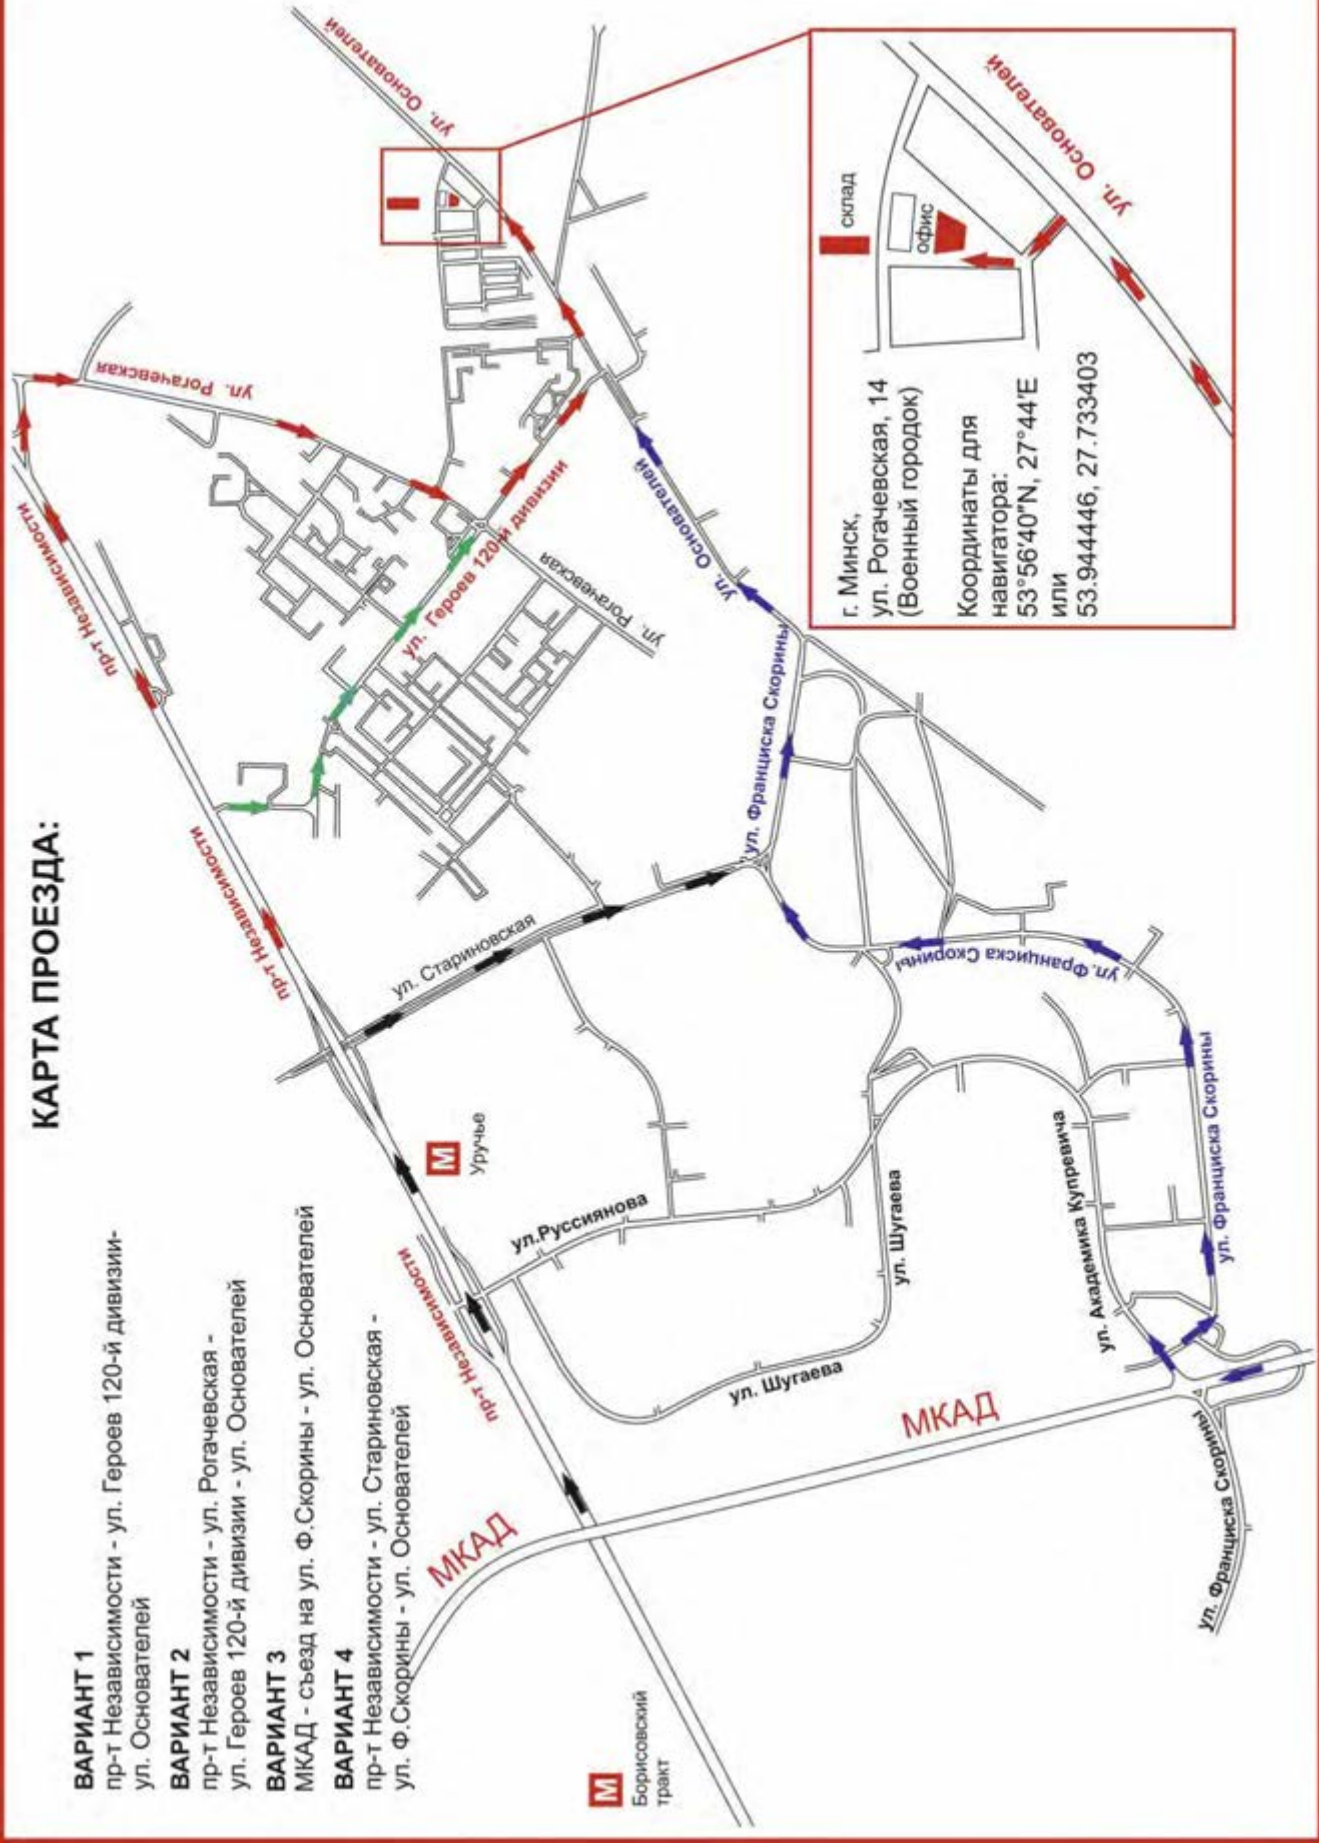 КАРТА ПРОЕЗДА:
ВАРИАНТ 1
пр-т Независимости - ул. Героев 120-й дивизии-
ул. Основателей
ВАРИАНТ 2
пр-т Независимости - ул. Рогачевская -
ул. Героев 120-й дивизии - ул. Основателей
ВАРИАНТ 3
МКАД - съезд на ул. Ф.Скорины - ул. Основателей
ВАРИАНТ 4
пр-т Независимости - ул. Стариновская -
ул. Ф.Скорины - ул. Основателей
М
Борисовский
тракт
МКАД
пр-т Независимости
М
Уручье
пр-т Независимости
пр-т Независимости
пр-т Независимости
ул. Рогачевская
ул. Основателей
ул. Стариновская
ул. Героев 120-й дивизии
ул. Рогачевская
ул.Руссиянова
ул. Шугаева
ул. Шугаева
МКАД
ул. Основателей
ул. Франциска Скорины
ул. Франциска Скорины
ул. Академика Купревича
ул. Франциска Скорины
ул. Франциска Скорины
г. Минск,
ул. Рогачевская, 14
(Военный городок)
Координаты для
навигатора:
53°56'40"N, 27°44'E
или
53.944446, 27.733403
склад
офис
ул. Основателей